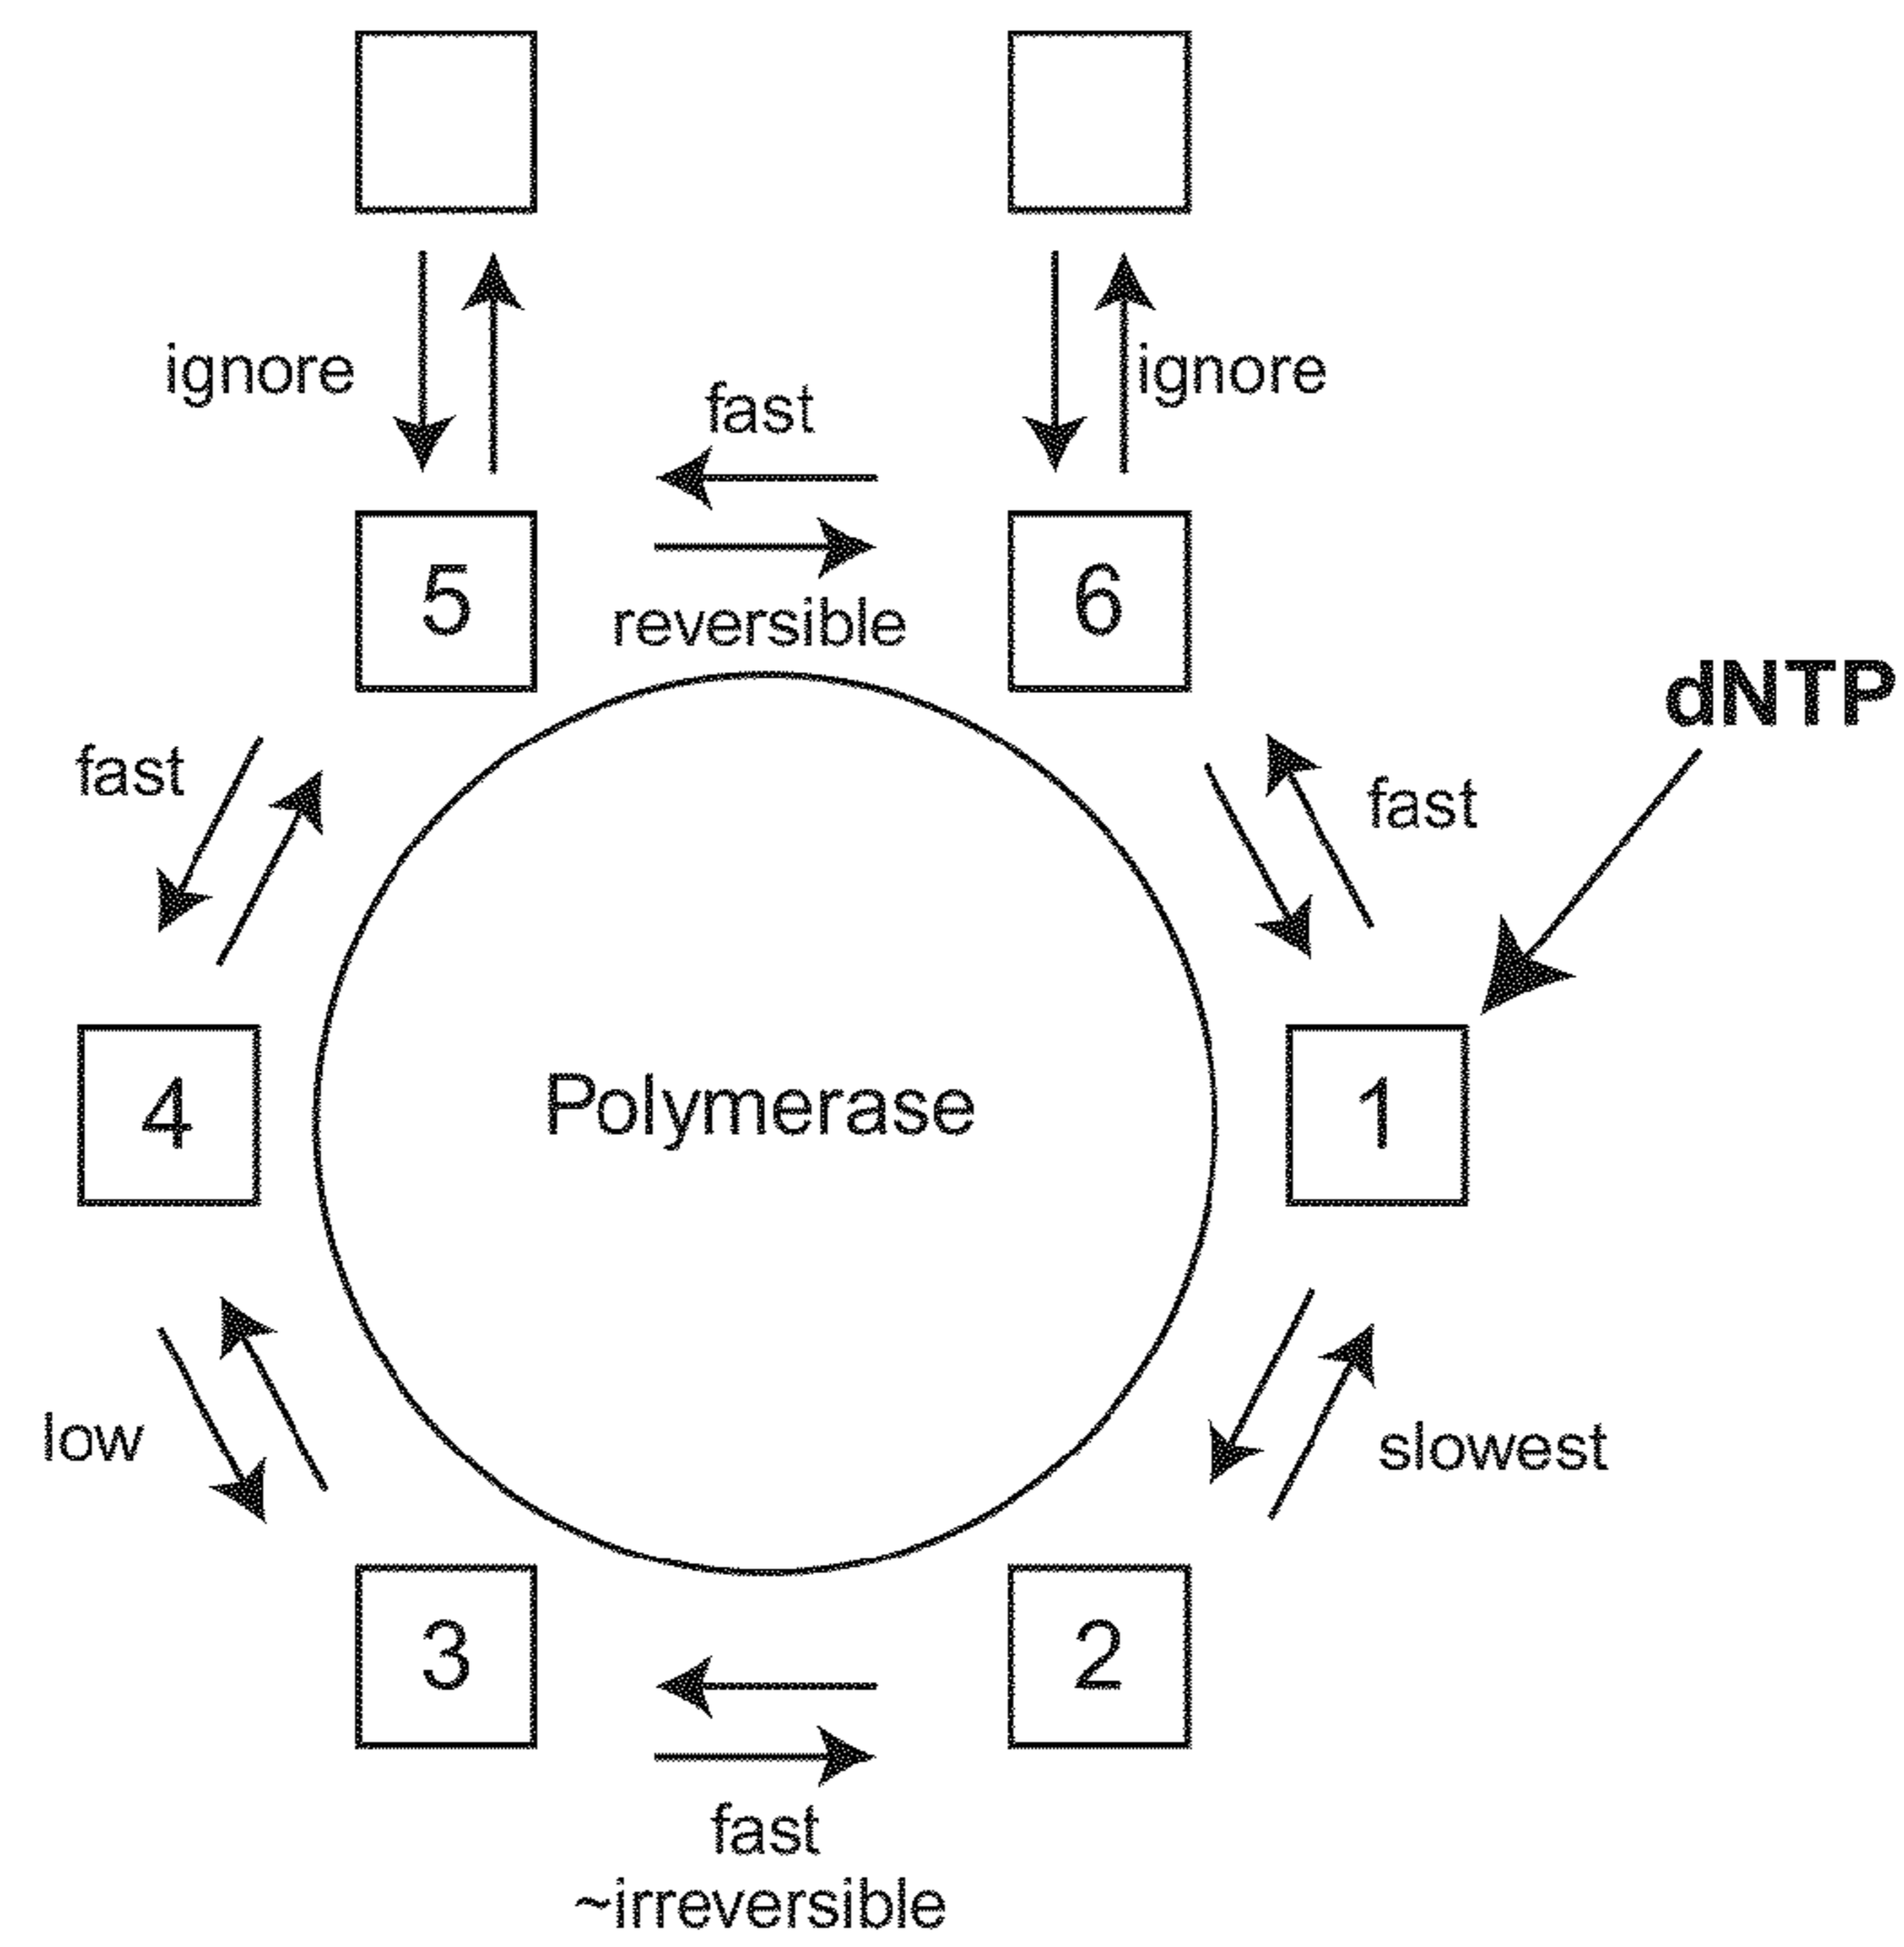 ignore
ignore
fast
5
6
reversible
dNTP
fast
fast
4
Polymerase
1
low
slowest
3
2
fast
~irreversible